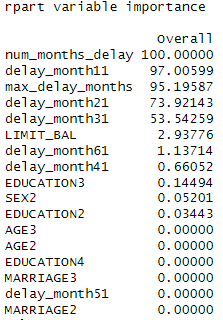 rpart variable importance
Overall
num_months_delay 100.00000
delay_month11 97.00599
max_delay_months 95.19587
delay_month21 73.92143
delay_month31 53.54259
LIMIT_BAL 2.93776
delay_month61 1.13714
delay_month41 0.66052
EDUCATION3 0.14494
SEX2 0.05201
EDUCATION2 0.03443
AGE3 0.00000
AGE2 0.00000
EDUCATION4 0.00000
MARRIAGE3 0.00000
delay_month51 0.00000
MARRIAGE2 0.00000